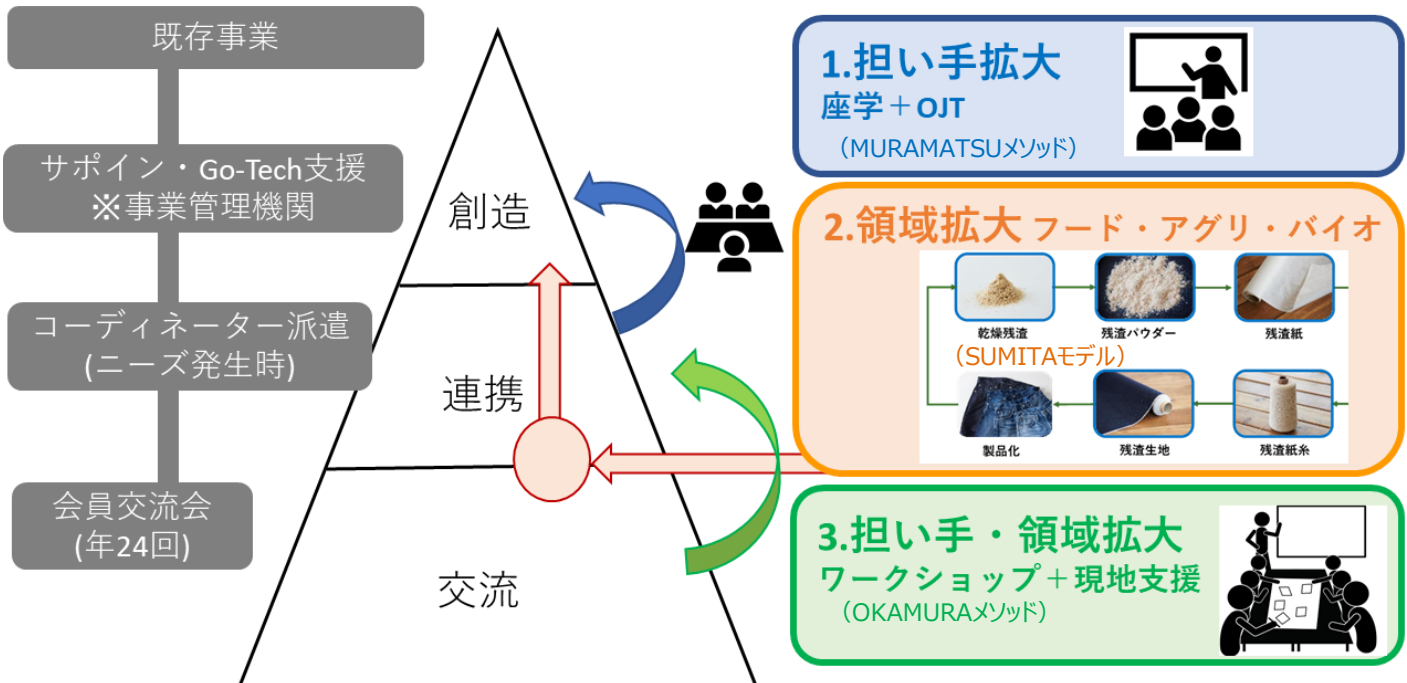 既存事業
サポイン・Go-Tech支援
※事業管理機関
コーディネーター派遣
(ニーズ発生時)
会員交流会
(年24回)
創造
連携
交流
1.担い手拡大
座学＋OJT
（MURAMATSUメソッド）
2.領域拡大 フード・アグリ・バイオ
乾燥残渣
残渣パウダー
残渣紙
（SUMITAモデル）
製品化
残渣生地
残渣紙糸
3.担い手・領域拡大
ワークショップ＋現地支援
（OKAMURAメソッド）